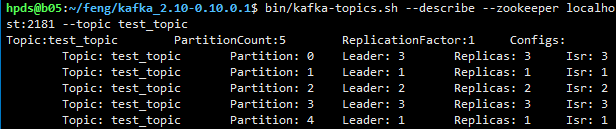 hpds@b05:~/feng/kafka_2.10-0.10.0.1$ bin/kafka-topics.sh --describe --zookeeper localho
st:2181 --topic test_topic
Topic:test_topic PartitionCount:5 ReplicationFactor:1 Configs:
Topic: test_topic Partition: 0 Leader: 3 Replicas: 3 Isr: 3
Topic: test_topic Partition: 1 Leader: 1 Replicas: 1 Isr: 1
Topic: test_topic Partition: 2 Leader: 2 Replicas: 2 Isr: 2
Topic: test_topic Partition: 3 Leader: 3 Replicas: 3 Isr: 3
Topic: test_topic Partition: 4 Leader: 1 Replicas: 1 Isr: 1